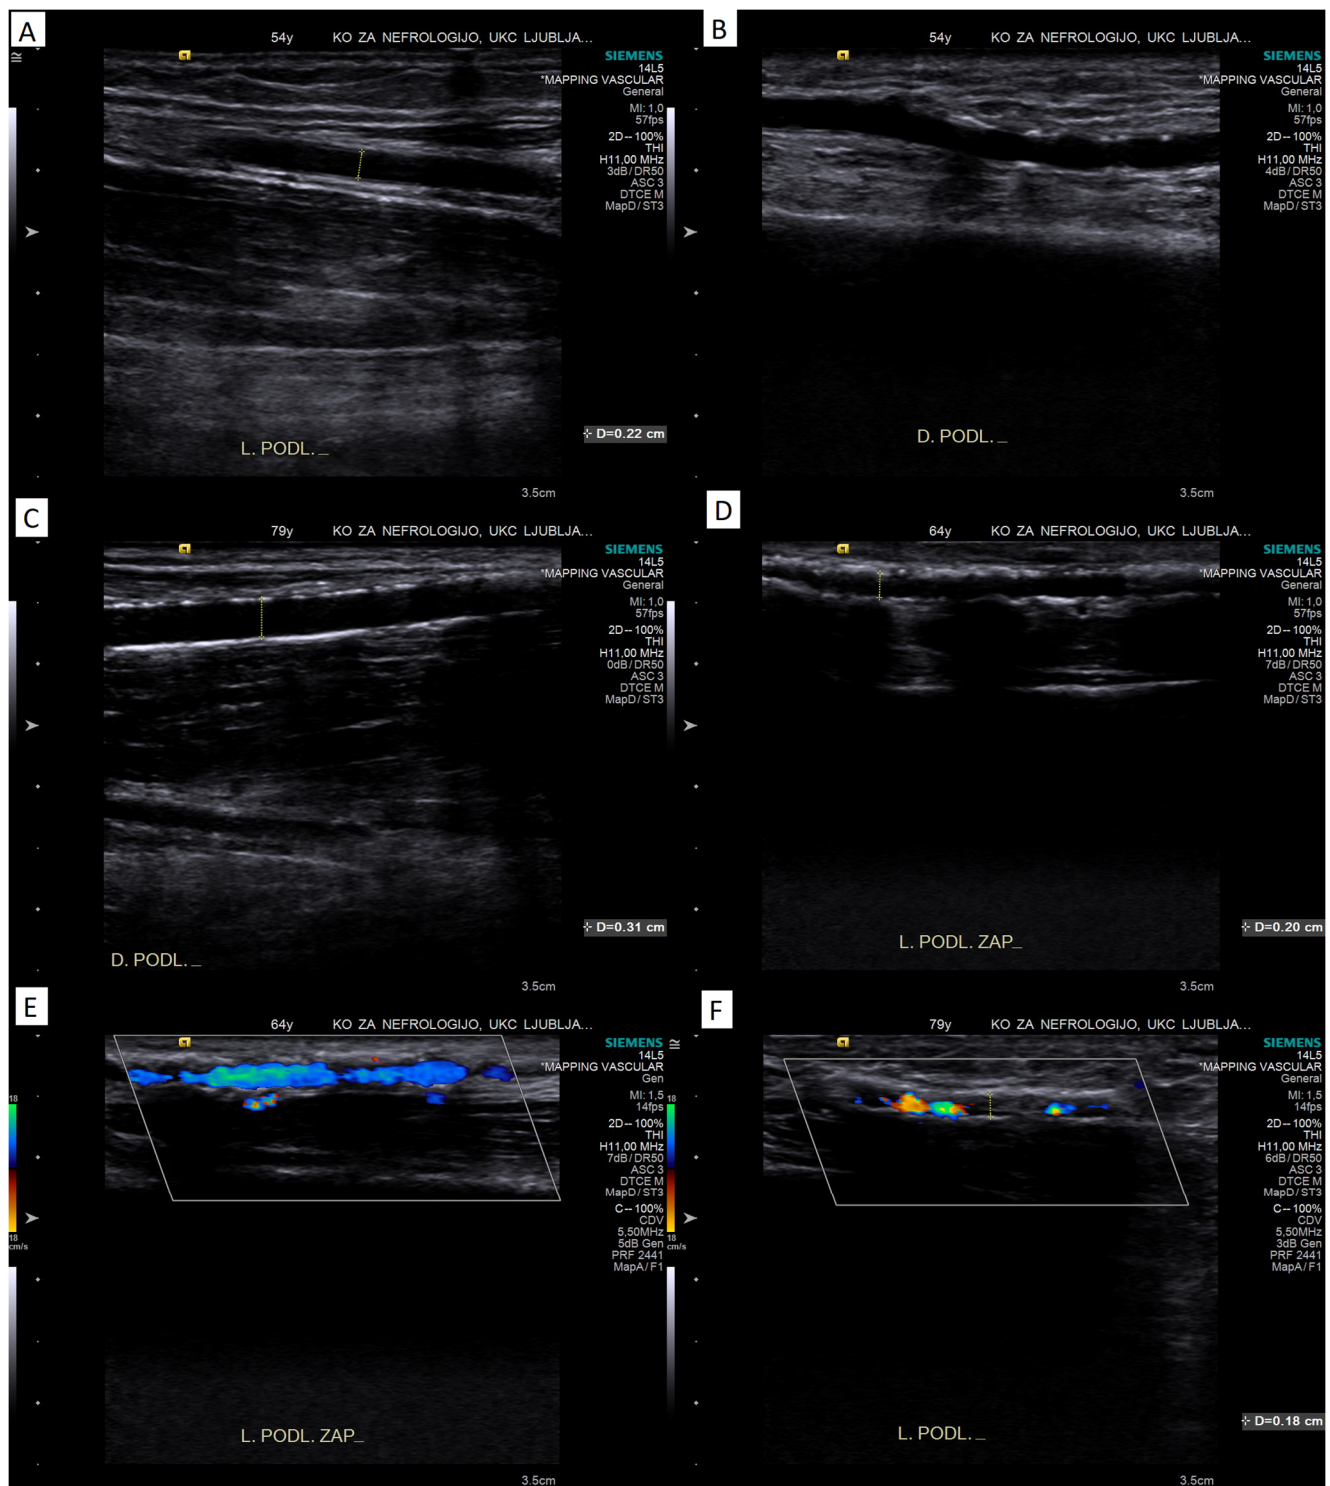 A
54y KO ZA NEFROLOGIJO, UKC LJUBLJA...
SIEMENS
14L5
*MAPPING VASCULAR
General
MI: 1,0
57fps
2D -- 100%
THI
H11,00 MHz
3dB / DR50
ASC 3
DTCE M
MapD / ST3
D=0.22 cm
L. PODL. _
3.5cm
B
54y KO ZA NEFROLOGIJO, UKC LJUBLJA...
SIEMENS
14L5
*MAPPING VASCULAR
General
MI: 1,0
57fps
2D -- 100%
THI
H11,00 MHz
4dB / DR50
ASC 3
DTCE M
MapD / ST3
D. PODL. _
3.5cm
C
79y KO ZA NEFROLOGIJO, UKC LJUBLJA...
SIEMENS
14L5
*MAPPING VASCULAR
General
MI: 1,0
57fps
2D -- 100%
THI
H11,00 MHz
0dB / DR50
ASC 3
DTCE M
MapD / ST3
D=0.31 cm
D. PODL. _
3.5cm
D
64y KO ZA NEFROLOGIJO, UKC LJUBLJA...
SIEMENS
14L5
*MAPPING VASCULAR
General
MI: 1,0
57fps
2D -- 100%
THI
H11,00 MHz
7dB / DR50
ASC 3
DTCE M
MapD / ST3
D=0.20 cm
L. PODL. ZAP_
3.5cm
E
64y KO ZA NEFROLOGIJO, UKC LJUBLJA...
SIEMENS
14L5
*MAPPING VASCULAR
Gen
MI: 1,5
14fps
2D -- 100%
THI
H11,00 MHz
7dB / DR50
ASC 3
DTCE M
MapD / ST3
C -- 100%
CDV
5,50MHz
5dB Gen
PRF 2441
MapA / F1
18
18
cm/s
L. PODL. ZAP_
3.5cm
F
79y KO ZA NEFROLOGIJO, UKC LJUBLJA...
SIEMENS
14L5
*MAPPING VASCULAR
General
MI: 1,5
14fps
2D -- 100%
THI
H11,00 MHz
6dB / DR50
ASC 3
DTCE M
MapD / ST3
C -- 100%
CDV
5,50MHz
3dB Gen
PRF 2441
MapA / F1
18
18
cm/s
D=0.18 cm
L. PODL. _
3.5cm